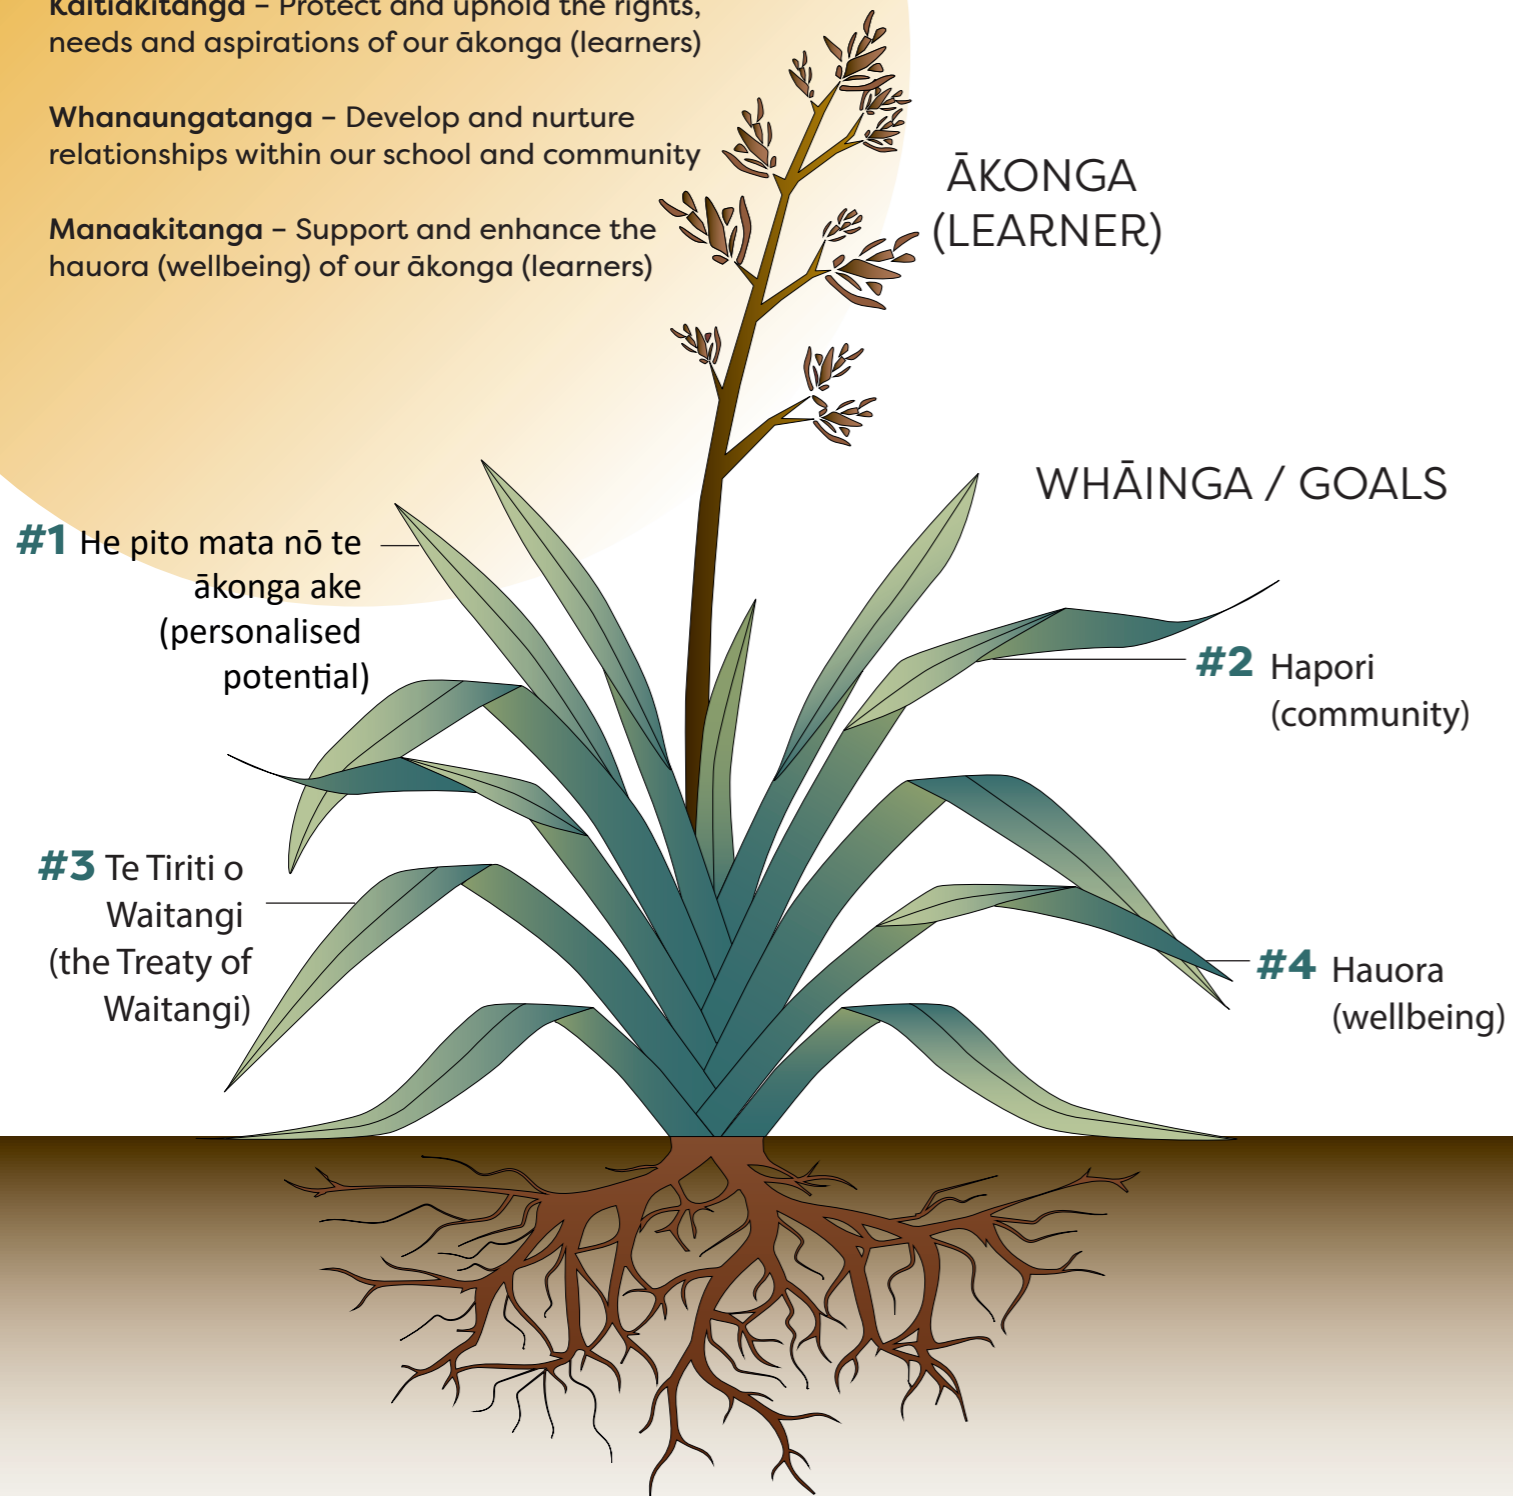 Kaitiakitanga – Protect and uphold the rights,
needs and aspirations of our ākonga (learners)
Whanaungatanga – Develop and nurture
relationships within our school and community
Manaakitanga – Support and enhance the
hauora (wellbeing) of our ākonga (learners)
ĀKONGA
(LEARNER)
WHĀINGA / GOALS
#1 He pito mata nō te
ākonga ake
(personalised
potential)
#2 Hapori
(community)
#3 Te Tiriti o
Waitangi
(the Treaty of
Waitangi)
#4 Hauora
(wellbeing)